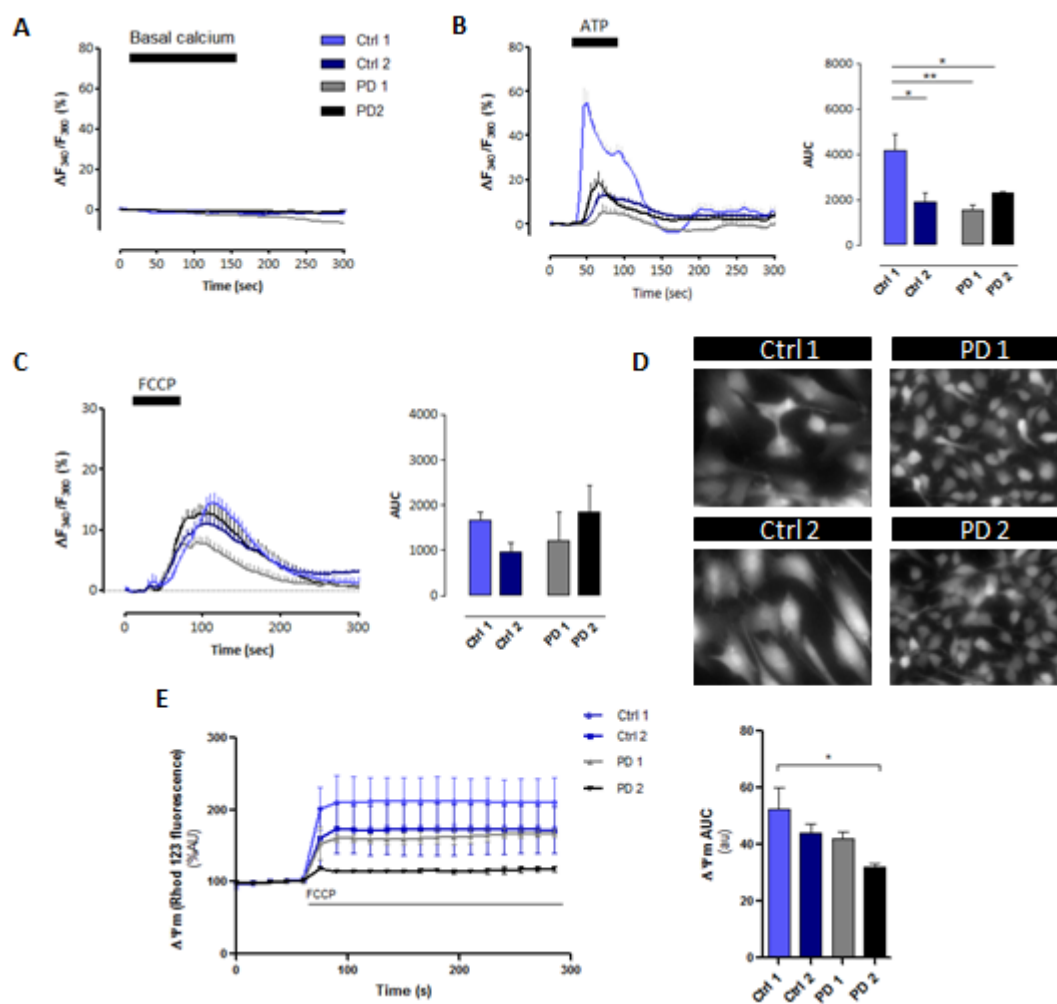 A
Basal calcium
Ctrl 1
Ctrl 2
PD 1
PD2
ΔF340/F380 (%)
80
60
40
20
0
0 50 100 150 200 250 300
Time (sec)
B
ATP
ΔF340/F380 (%)
80
60
40
20
0
0 50 100 150 200 250 300
Time (sec)
AUC
8000
6000
4000
2000
0
*
**
*
Ctrl 1 Ctrl 2 PD 1 PD 2
C
FCCP
ΔF340/F380 (%)
30
20
10
0
0 100 200 300
Time (sec)
AUC
4000
3000
2000
1000
0
Ctrl 1 Ctrl 2 PD 1 PD 2
D
Ctrl 1 PD 1
Ctrl 2 PD 2
E
ΔΨm (Rhod 123 fluorescence)
(%AU)
300
200
100
0
FCCP
100 200 300
Time (s)
Ctrl 1
Ctrl 2
PD 1
PD 2
ΔΨm AUC
(au)
80
60
40
20
0
*
Ctrl 1 Ctrl 2 PD 1 PD 2